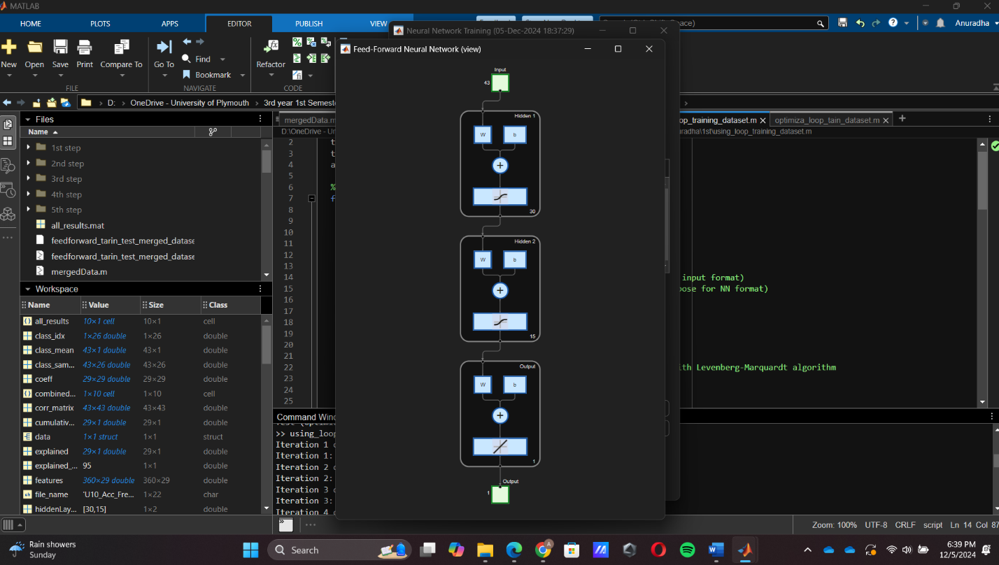 MATLAB
HOME PLOTS APPS EDITOR PUBLISH VIEW
Anuradha
New Open Save Print Compare To Go To Find Bookmark Refactor
FILE NAVIGATE CODE
D: › OneDrive - University of Plymouth › 3rd year 1st Semest
Neural Network Training (05-Dec-2024 18:37:29)
Feed-Forward Neural Network (view)
Input
43
Hidden 1
W b
+
30
Hidden 2
W b
+
15
Output
W b
+
1
Output
1
Files
Name
1st step
2nd step
3rd step
4th step
5th step
all_results.mat
feedforward_tarin_test_merged_datase
feedforward_tarin_test_merged_datase
mergedData.m
Workspace
Name Value Size Class
all_results 10×1 cell 10×1 cell
class_idx 1×26 double 1×26 double
class_mean 43×1 double 43×1 double
class_sam... 43×26 double 43×26 double
coeff 29×29 double 29×29 double
combined... 1×10 cell 1×10 cell
corr_matrix 43×43 double 43×43 double
cumulativ... 29×1 double 29×1 double
data 1×1 struct 1×1 struct
explained 29×1 double 29×1 double
explained_... 95 1×1 double
features 360×29 double 360×29 double
file_name 'U10_Acc_Fre... 1×22 char
hiddenLay... [30,15] 1×2 double
mergedData.m
op_training_dataset.m optimiza_loop_tain_dataset.m
D:\OneDrive - Un
radha\1st\using_loop_training_dataset.m
2 t
3 t
4 a
5
6 %
7 f
8
9
10
11
12
13
14 input format)
15 pose for NN format)
16
17
18
19
20
21
22 ith Levenberg-Marquardt algorithm
23
24
25
Command Wind
>> using_loop
Iteration 1 c
Iteration 1:
Iteration 2 c
Iteration 2:
Iteration 3 c
Iteration 3:
Iteration 4 c
Zoom: 100% UTF-8 CRLF script Ln 14 Col 87
Rain showers
Sunday
Search
6:39 PM
12/5/2024